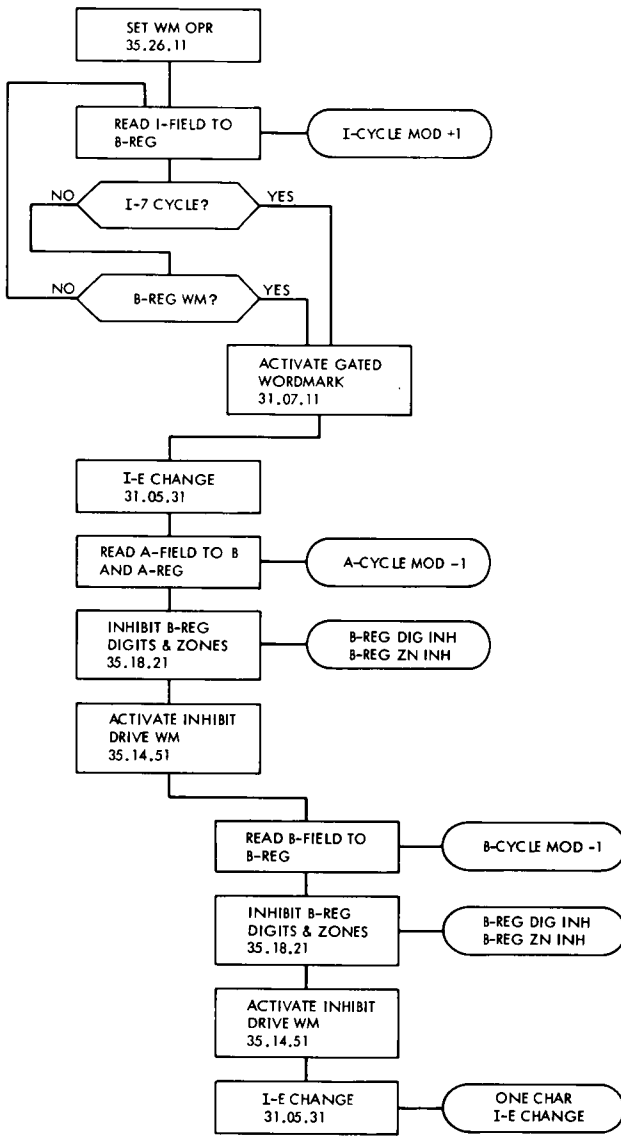 SET WM OPR
35.26.11
READ I-FIELD TO
B-REG
I-CYCLE MOD +1
NO
I-7 CYCLE?
YES
NO
B-REG WM?
YES
ACTIVATE GATED
WORDMARK
31.07.11
I-E CHANGE
31.05.31
READ A-FIELD TO B
AND A-REG
A-CYCLE MOD -1
INHIBIT B-REG
DIGITS & ZONES
35.18.21
B-REG DIG INH
B-REG ZN INH
ACTIVATE INHIBIT
DRIVE WM
35.14.51
READ B-FIELD TO
B-REG
B-CYCLE MOD -1
INHIBIT B-REG
DIGITS & ZONES
35.18.21
B-REG DIG INH
B-REG ZN INH
ACTIVATE INHIBIT
DRIVE WM
35.14.51
I-E CHANGE
31.05.31
ONE CHAR
I-E CHANGE